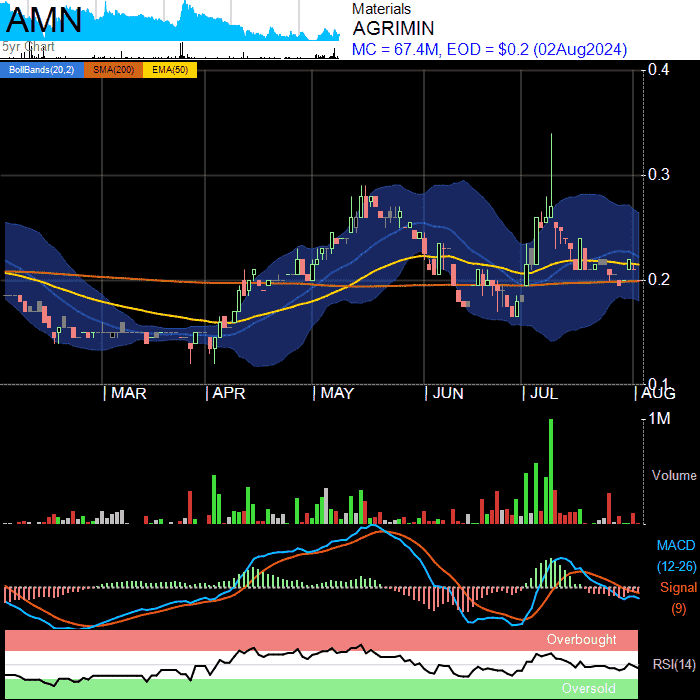 AMN
5yr Chart
Materials
AGRIMIN
MC = 67.4M, EOD = $0.2 (02Aug2024)
BollBands(20,2) SMA(200) EMA(50)
0.4
0.3
0.2
0.1
MAR APR MAY JUN JUL AUG
1M
Volume
MACD
(12-26)
Signal
(9)
Overbought
RSI(14)
Oversold